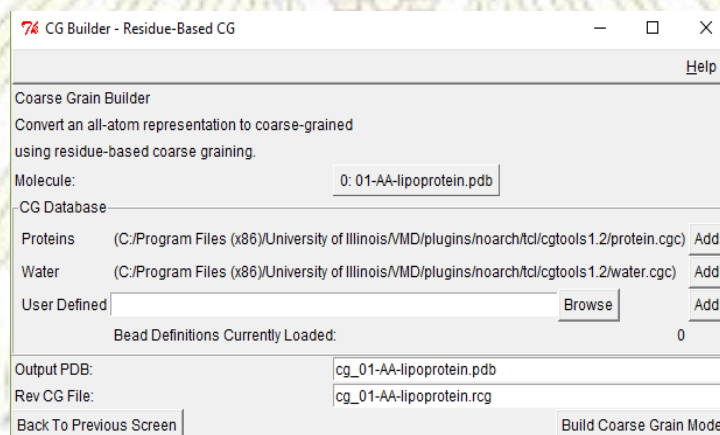 CG Builder - Residue-Based CG
Help
Coarse Grain Builder
Convert an all-atom representation to coarse-grained
using residue-based coarse graining.
Molecule: 0: 01-AA-lipoprotein.pdb
CG Database
Proteins (C:/Program Files (x86)/University of Illinois/VMD/plugins/noarch/tcl/cgtools1.2/protein.cgc) Add
Water (C:/Program Files (x86)/University of Illinois/VMD/plugins/noarch/tcl/cgtools1.2/water.cgc) Add
User Defined Browse Add
Bead Definitions Currently Loaded: 0
Output PDB: cg_01-AA-lipoprotein.pdb
Rev CG File: cg_01-AA-lipoprotein.rcg
Back To Previous Screen Build Coarse Grain Mode